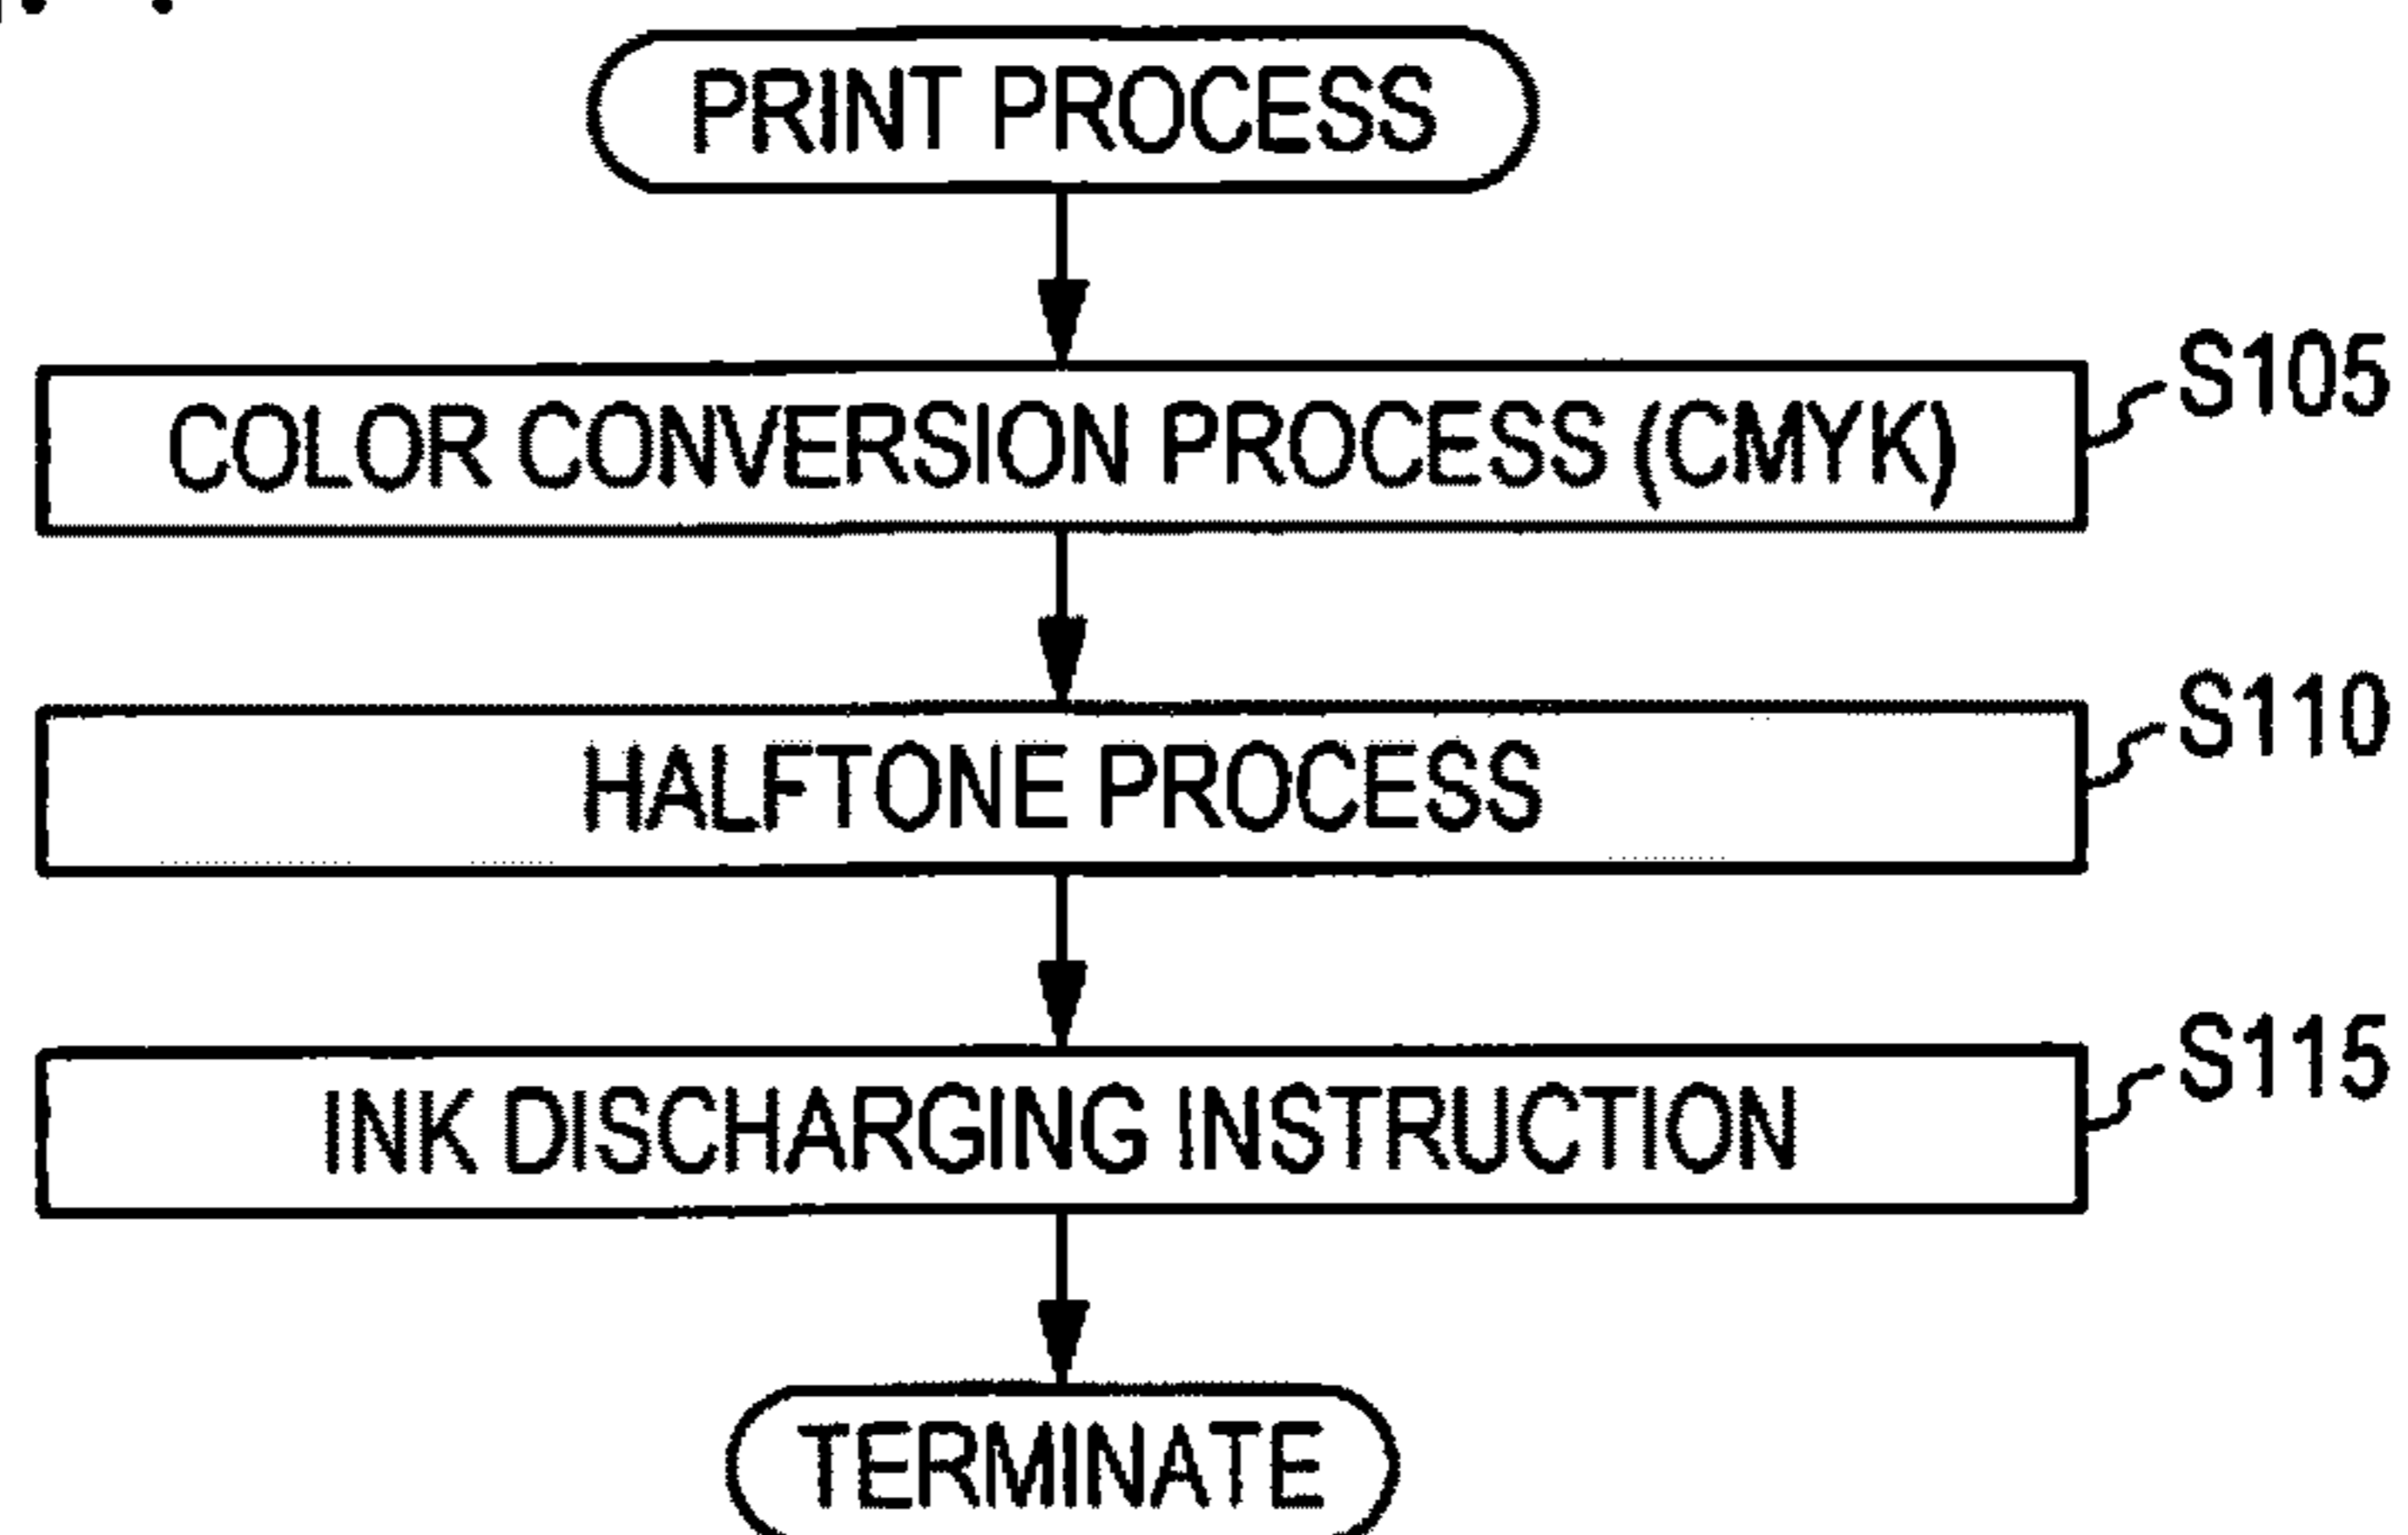 PRINT PROCESS
COLOR CONVERSION PROCESS (CMYK)
S105
HALFTONE PROCESS
S110
INK DISCHARGING INSTRUCTION
S115
TERMINATE